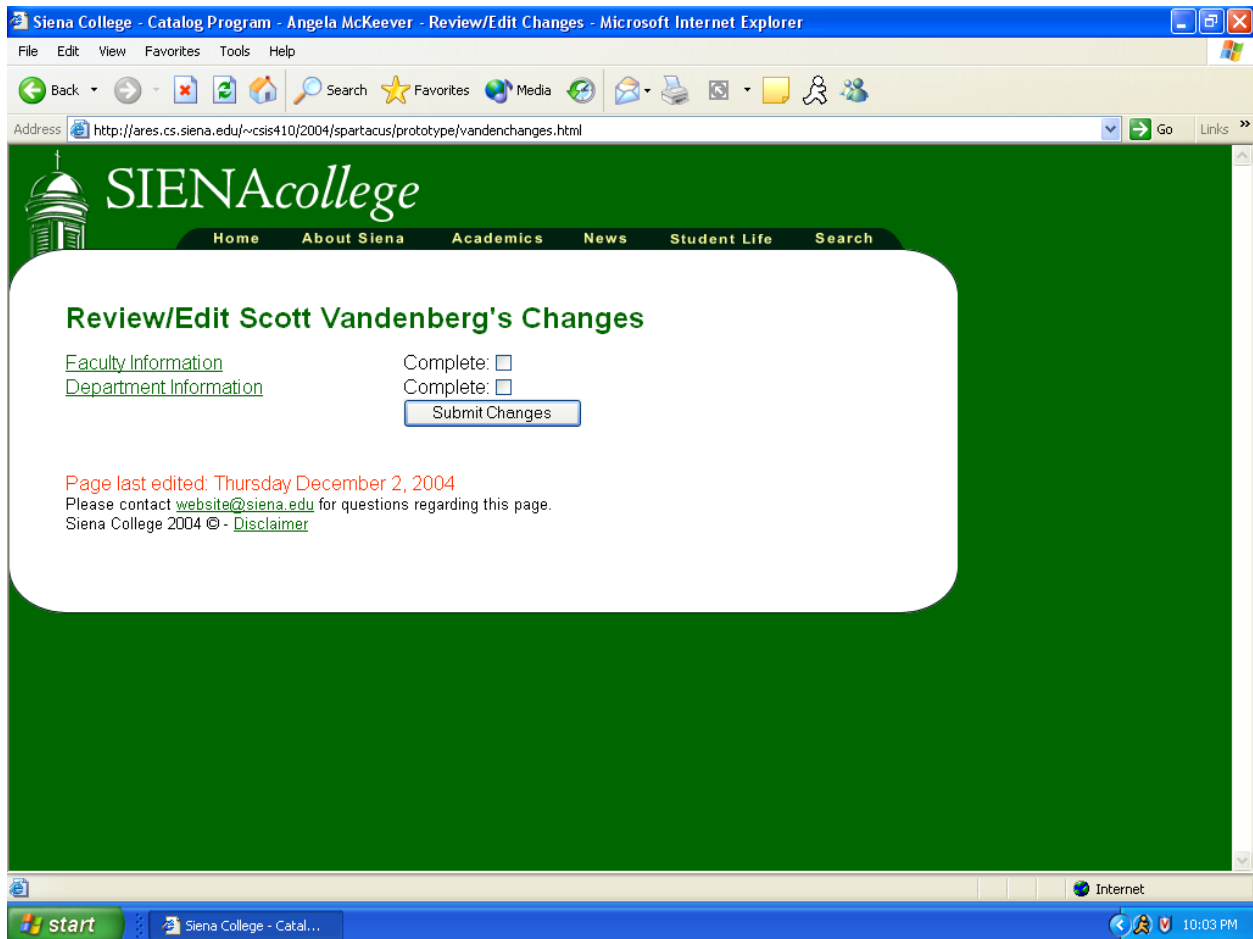 Siena College - Catalog Program - Angela McKeever - Review/Edit Changes - Microsoft Internet Explorer
File Edit View Favorites Tools Help
Back Search Favorites Media
Address http://ares.cs.siena.edu/~csis410/2004/spartacus/prototype/vandenchanges.html Go Links »
SIENAcollege
Home About Siena Academics News Student Life Search
Review/Edit Scott Vandenberg's Changes
Faculty Information Complete:
Department Information Complete:
Submit Changes
Page last edited: Thursday December 2, 2004
Please contact website@siena.edu for questions regarding this page.
Siena College 2004 © - Disclaimer
Internet
start Siena College - Catal... 10:03 PM